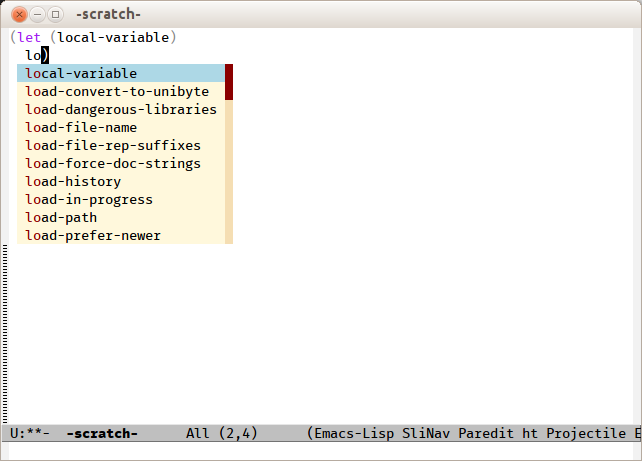 -scratch-
(let (local-variable)
lo)
local-variable
load-convert-to-unibyte
load-dangerous-libraries
load-file-name
load-file-rep-suffixes
load-force-doc-strings
load-history
load-in-progress
load-path
load-prefer-newer
U:**-  -scratch-      All (2,4)      (Emacs-Lisp SliNav Paredit ht Projectile E